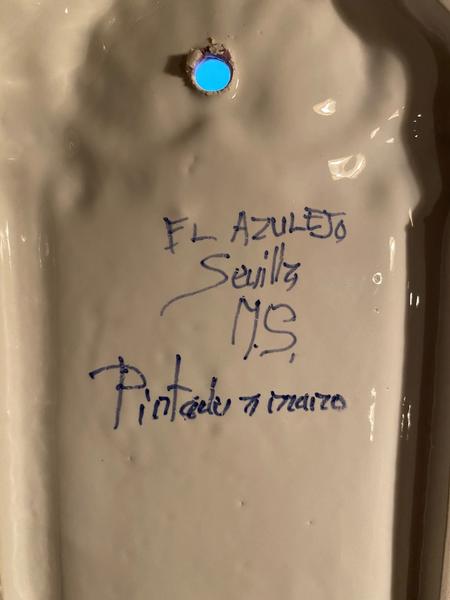 EL AZULEJO
Sevilla
M.S.
Pintado a mano